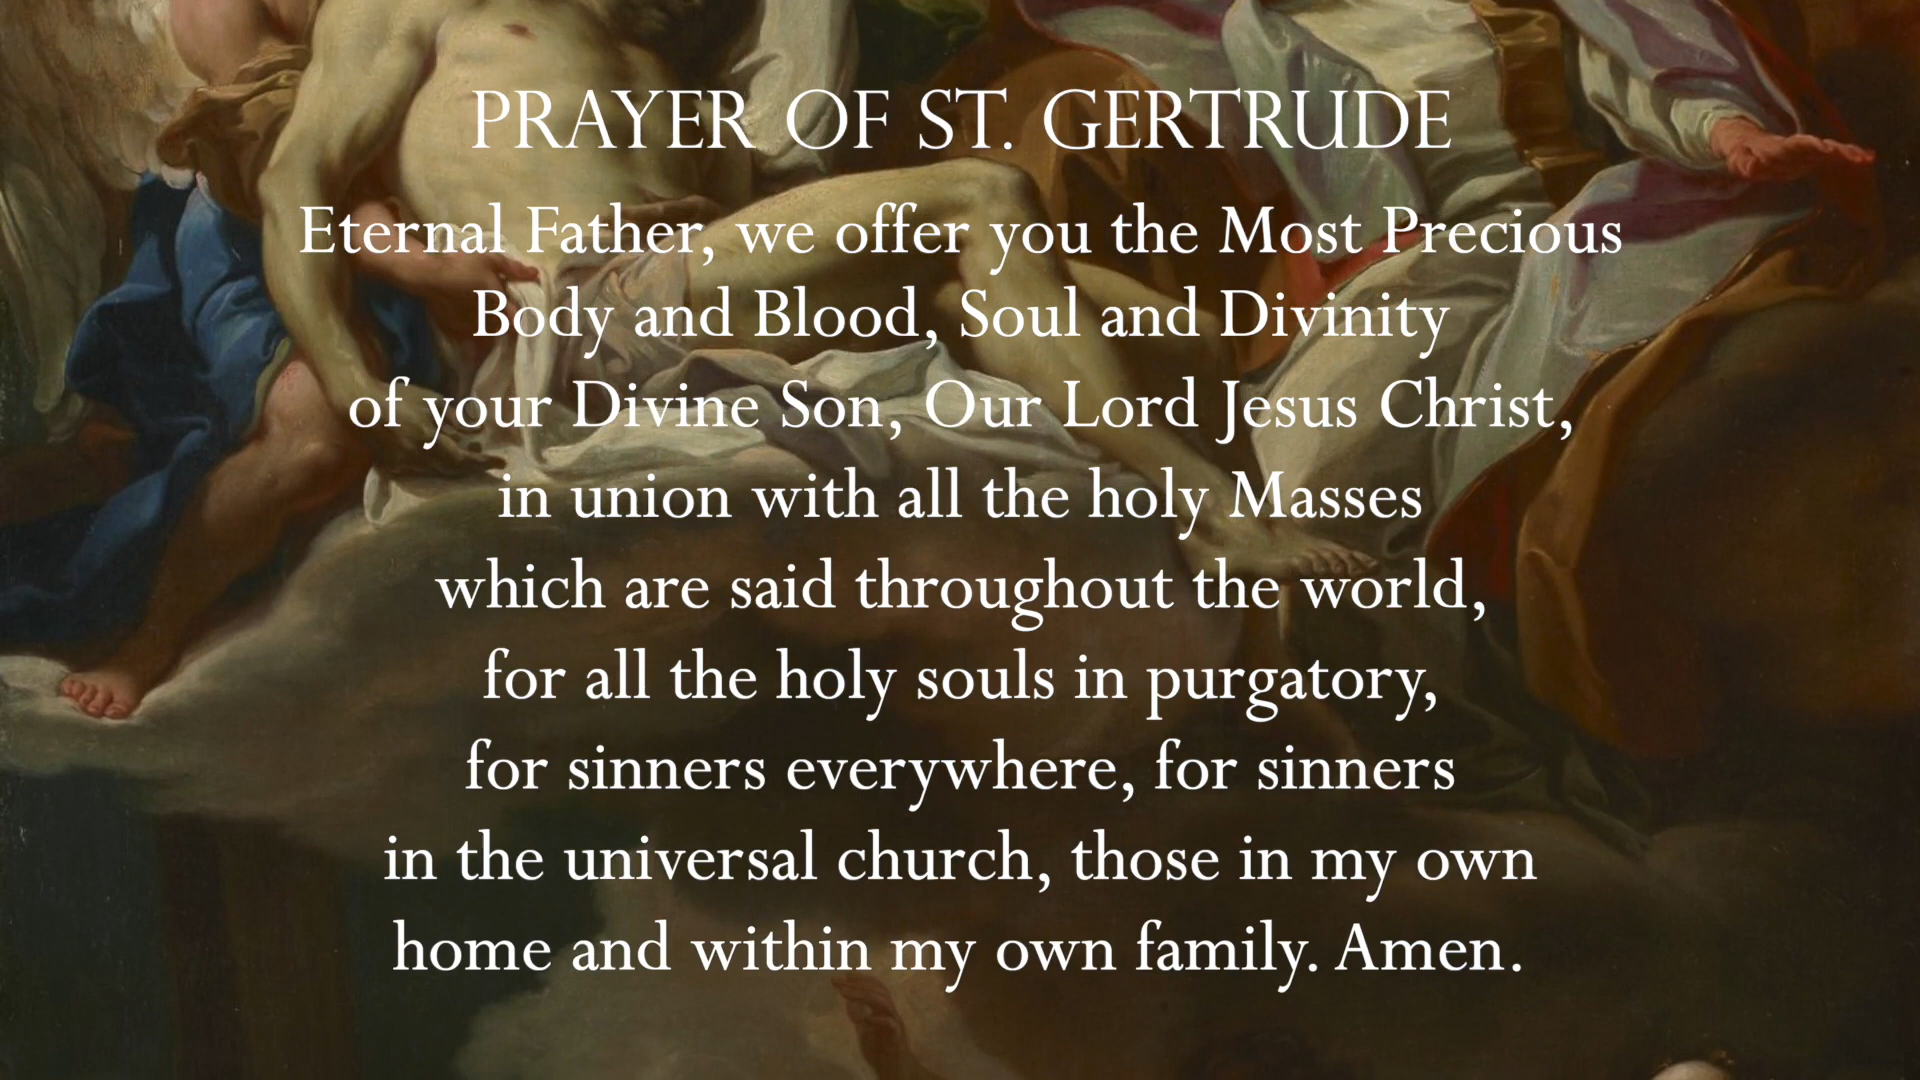 PRAYER OF ST. GERTRUDE
Eternal Father, we offer you the Most Precious
Body and Blood, Soul and Divinity
of your Divine Son, Our Lord Jesus Christ,
in union with all the holy Masses
which are said throughout the world,
for all the holy souls in purgatory,
for sinners everywhere, for sinners
in the universal church, those in my own
home and within my own family. Amen.